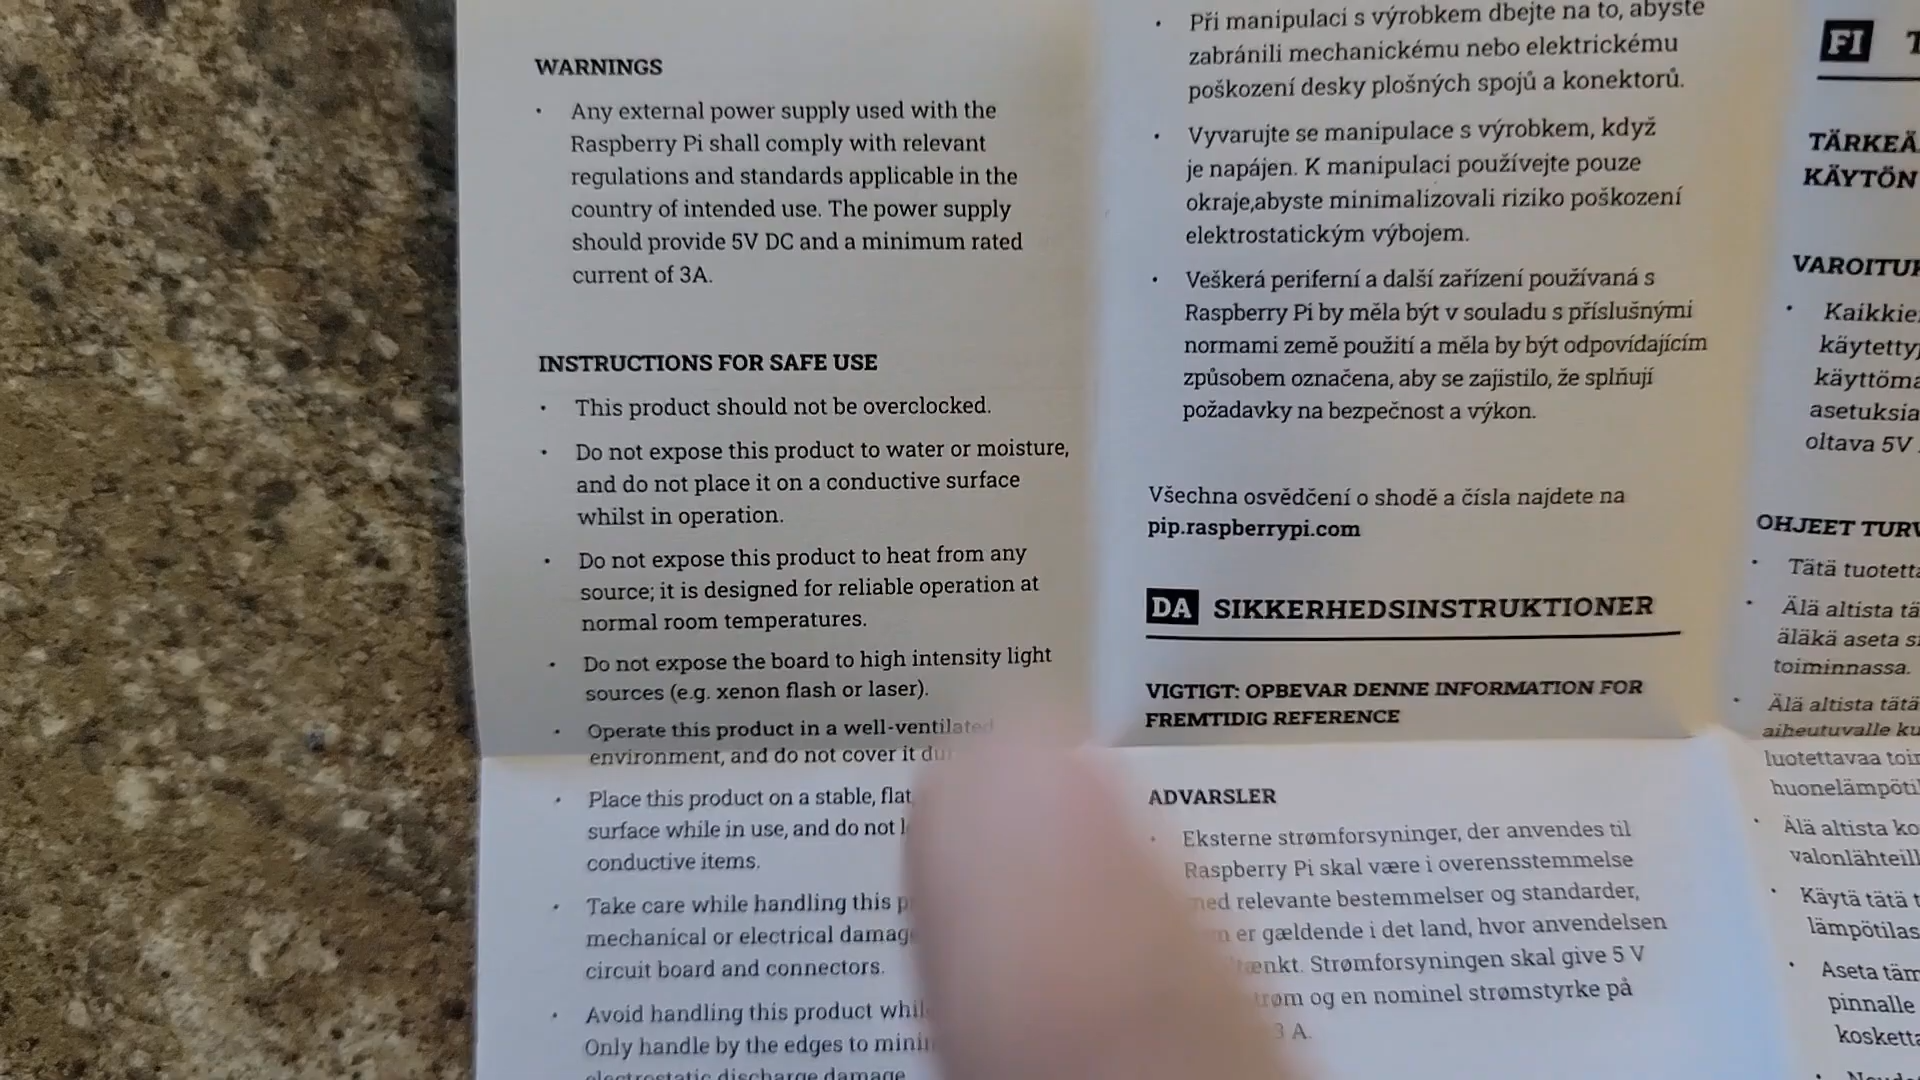 WARNINGS
• Any external power supply used with the
Raspberry Pi shall comply with relevant
regulations and standards applicable in the
country of intended use. The power supply
should provide 5V DC and a minimum rated
current of 3A.
INSTRUCTIONS FOR SAFE USE
• This product should not be overclocked.
• Do not expose this product to water or moisture,
and do not place it on a conductive surface
whilst in operation.
• Do not expose this product to heat from any
source; it is designed for reliable operation at
normal room temperatures.
• Do not expose the board to high intensity light
sources (e.g. xenon flash or laser).
• Operate this product in a well-ventilated
environment, and do not cover it
• Place this product on a stable, flat,
surface while in use, and do not
conductive items.
• Take care while handling this
mechanical or electrical
circuit board and connectors.
• Avoid handling this product
Only handle by the edges to
electrostatic discharge damage
• Při manipulaci s výrobkem dbejte na to, abyste
zabránili mechanickému nebo elektrickému
poškození desky plošných spojů a konektorů.
• Vyvarujte se manipulace s výrobkem, když
je napájen. K manipulaci používejte pouze
okraje,abyste minimalizovali riziko poškození
elektrostatickým výbojem.
• Veškerá periferní a další zařízení používaná s
Raspberry Pi by měla být v souladu s příslušnými
normami země použití a měla by být odpovídajícím
způsobem označena, aby se zajistilo, že splňují
požadavky na bezpečnost a výkon.
Všechna osvědčení o shodě a čísla najdete na
pip.raspberrypi.com
DA SIKKERHEDSINSTRUKTIONER
VIGTIGT: OPBEVAR DENNE INFORMATION FOR
FREMTIDIG REFERENCE
ADVARSLER
• Eksterne strømforsyninger, der anvendes til
Raspberry Pi skal være i overensstemmelse
relevante bestemmelser og standarder,
er gældende i det land, hvor anvendelsen
Strømforsyningen skal give 5 V
og en nominel strømstyrke på
3 A.
FI
KÄYTÖN
•
käytetty
asetuksia
oltava 5V
OHJEET
• Tätä
• Älä altista
äläkä aseta
toiminnassa.
• Älä altista tätä
aiheutuvalle
luotettavaa
• Älä altista
• Käytä tätä
• Aseta
pinnalle